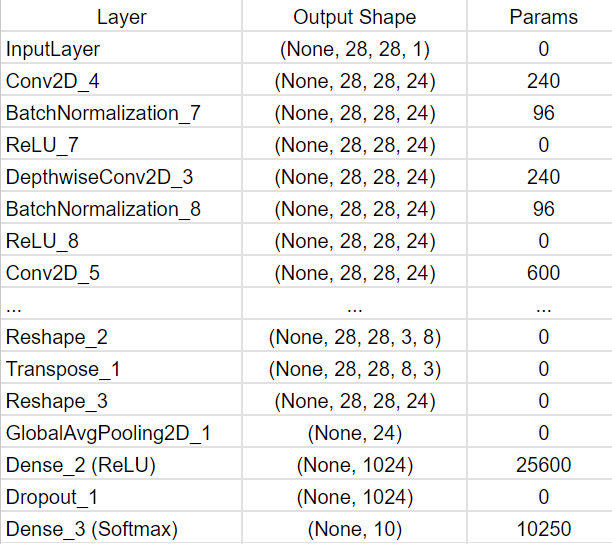 Layer Output Shape Params
InputLayer (None, 28, 28, 1) 0
Conv2D_4 (None, 28, 28, 24) 240
BatchNormalization_7 (None, 28, 28, 24) 96
ReLU_7 (None, 28, 28, 24) 0
DepthwiseConv2D_3 (None, 28, 28, 24) 240
BatchNormalization_8 (None, 28, 28, 24) 96
ReLU_8 (None, 28, 28, 24) 0
Conv2D_5 (None, 28, 28, 24) 600
... ... ...
Reshape_2 (None, 28, 28, 3, 8) 0
Transpose_1 (None, 28, 28, 8, 3) 0
Reshape_3 (None, 28, 28, 24) 0
GlobalAvgPooling2D_1 (None, 24) 0
Dense_2 (ReLU) (None, 1024) 25600
Dropout_1 (None, 1024) 0
Dense_3 (Softmax) (None, 10) 10250